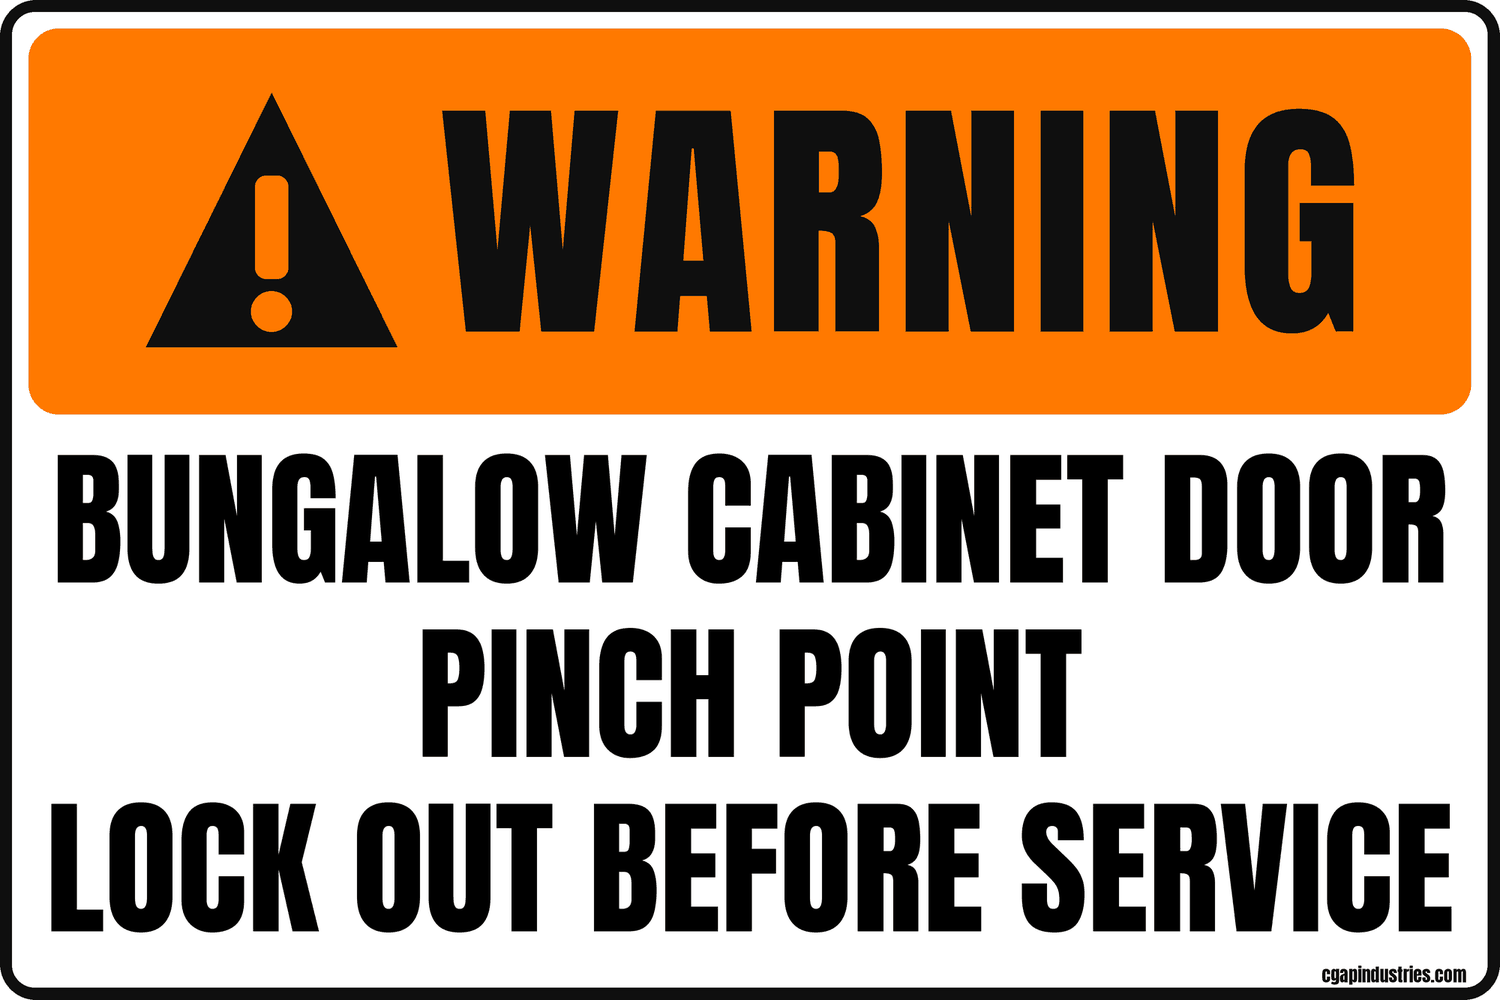 WARNING
BUNGALOW CABINET DOOR
PINCH POINT
LOCK OUT BEFORE SERVICE
cgapindustries.com